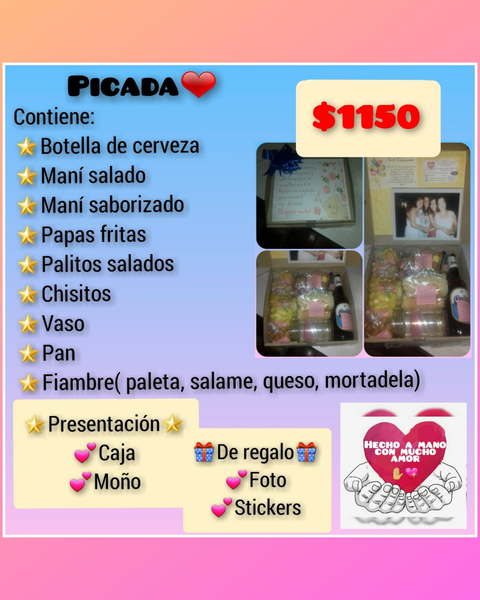 PICADA
$1150
Contiene:
Botella de cerveza
Maní salado
Maní saborizado
Papas fritas
Palitos salados
Chisitos
Vaso
Pan
Fiambre( paleta, salame, queso, mortadela)
Presentación
Caja
Moño
De regalo
Foto
Stickers
HECHO A MANO
CON MUCHO
AMOR